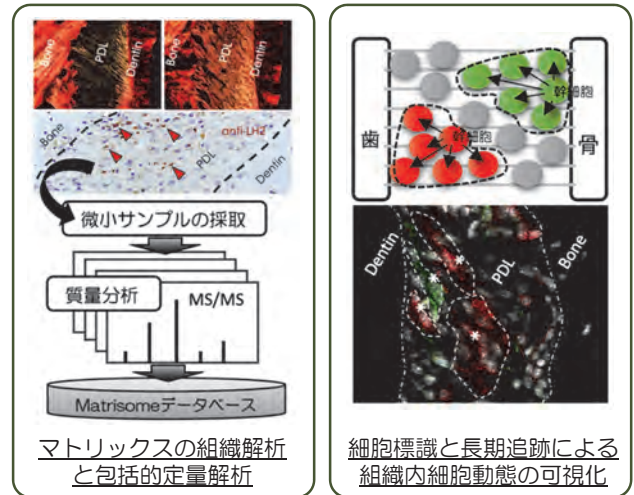 Bone
PDL
Dentin
Bone
PDL
Dentin
anti-LH2
Bone
PDL
Dentin
微小サンプルの採取
質量分析
MS/MS
Matrisomeデータベース
マトリックスの組織解析
と包括的定量解析
歯
骨
幹細胞
幹細胞
Dentin
PDL
Bone
細胞標識と長期追跡による
組織内細胞動態の可視化